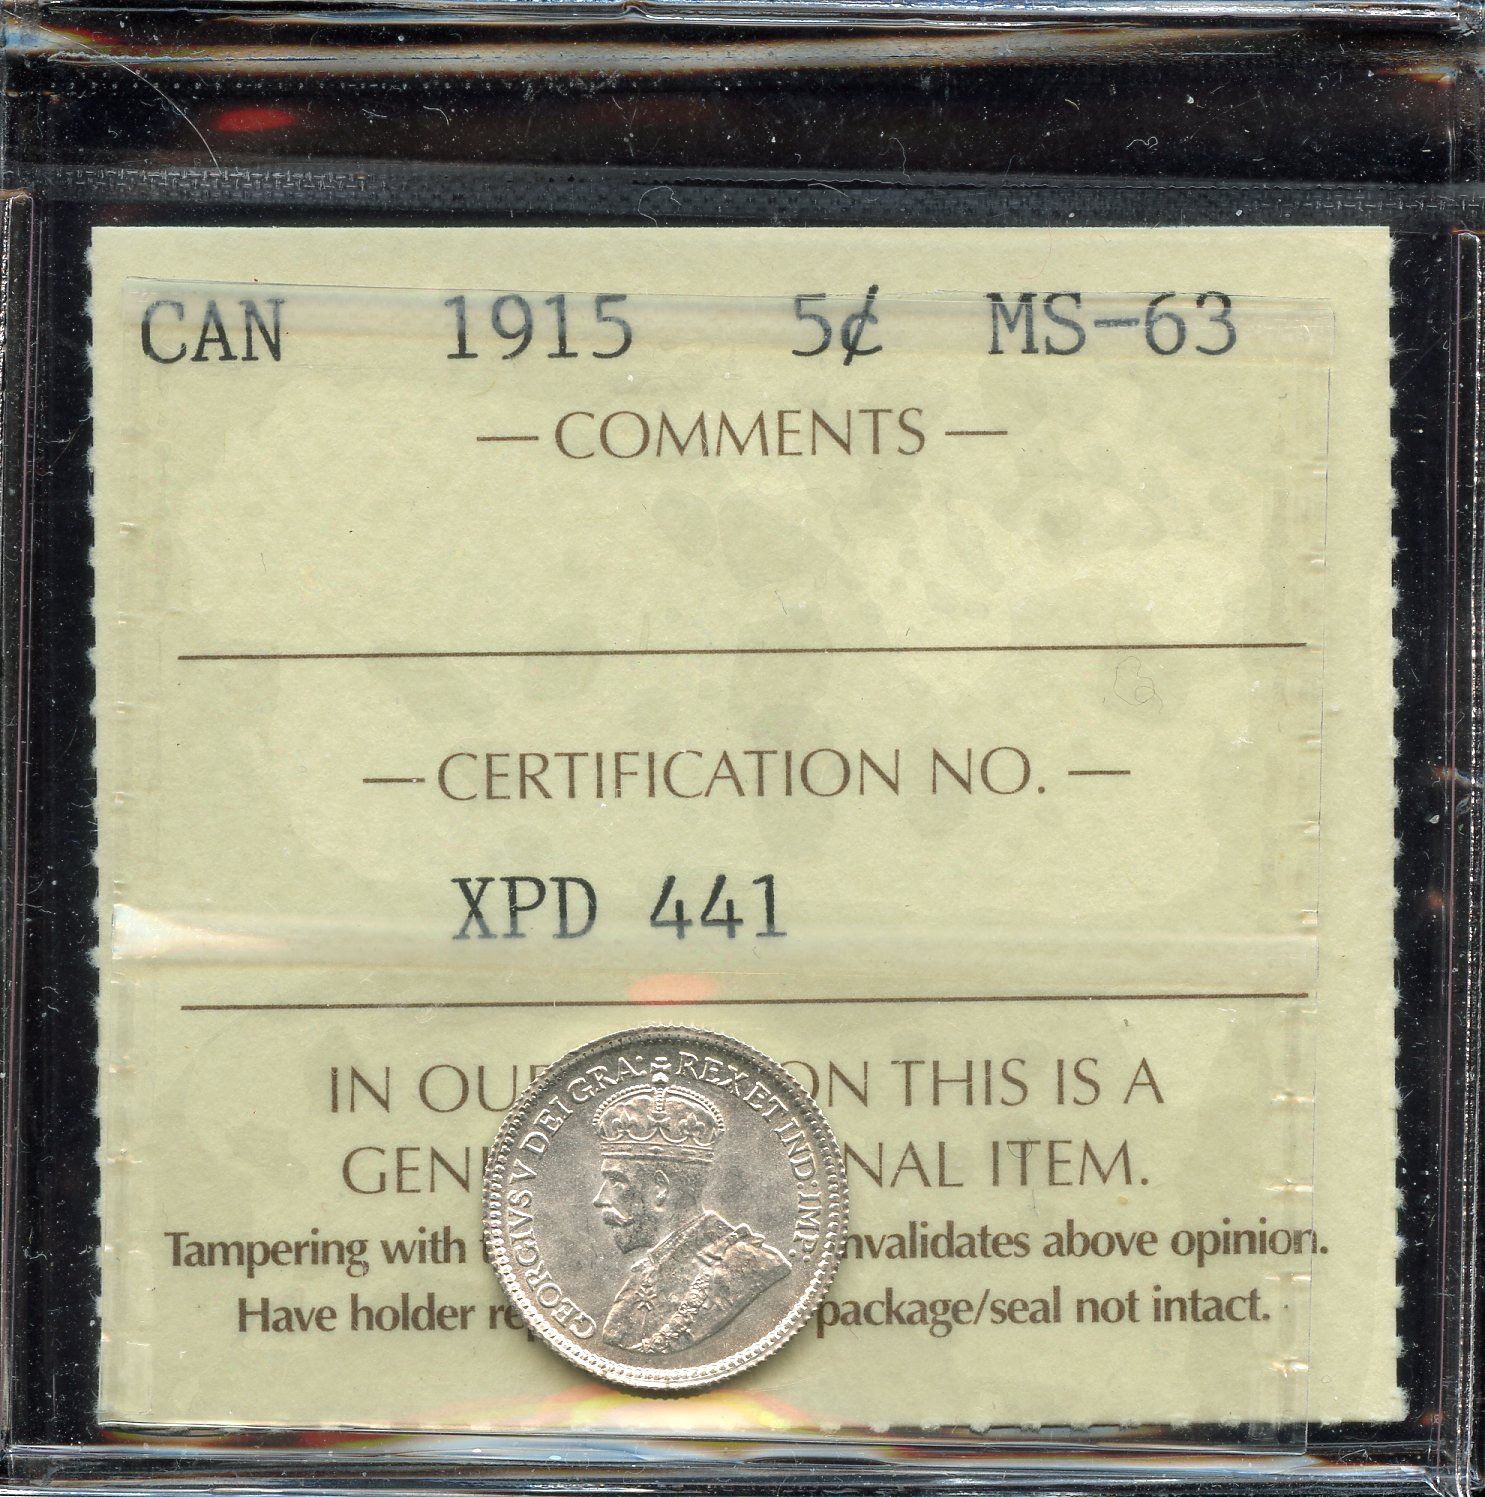 CAN 1915 5¢ MS-63
— COMMENTS —
— CERTIFICATION NO. —
XPD 441
IN ON THIS IS A
ITEM.
Tampering with invalidates above opinion.
Have holder package/seal not intact.
GEORGIVS V DEI GRA: REX ET IND: IMP: